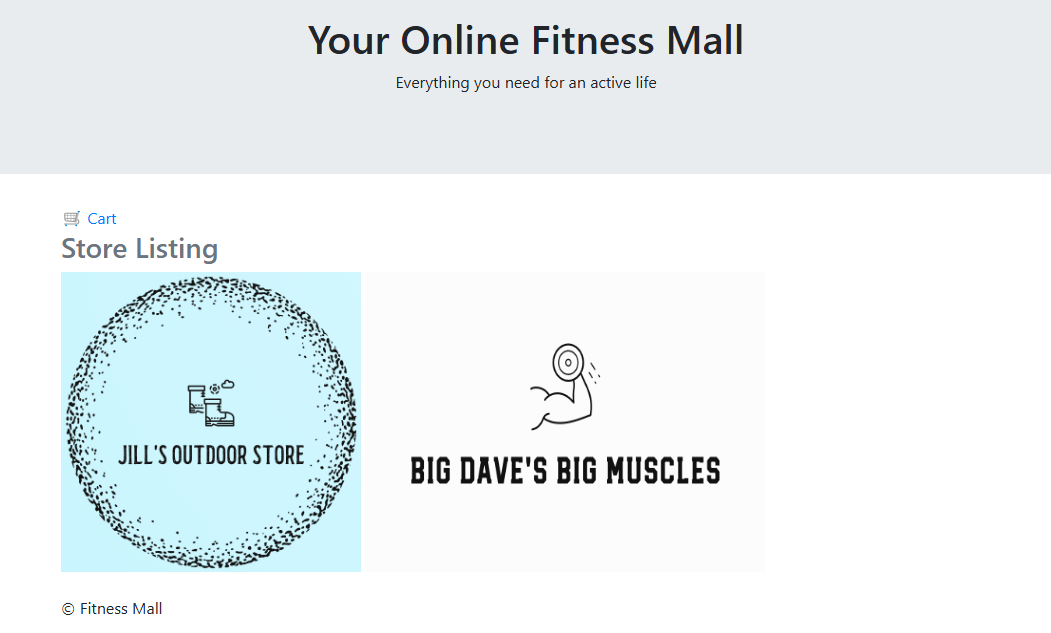 Your Online Fitness Mall
Everything you need for an active life
Cart
Store Listing
JILL'S OUTDOOR STORE
BIG DAVE'S BIG MUSCLES
© Fitness Mall